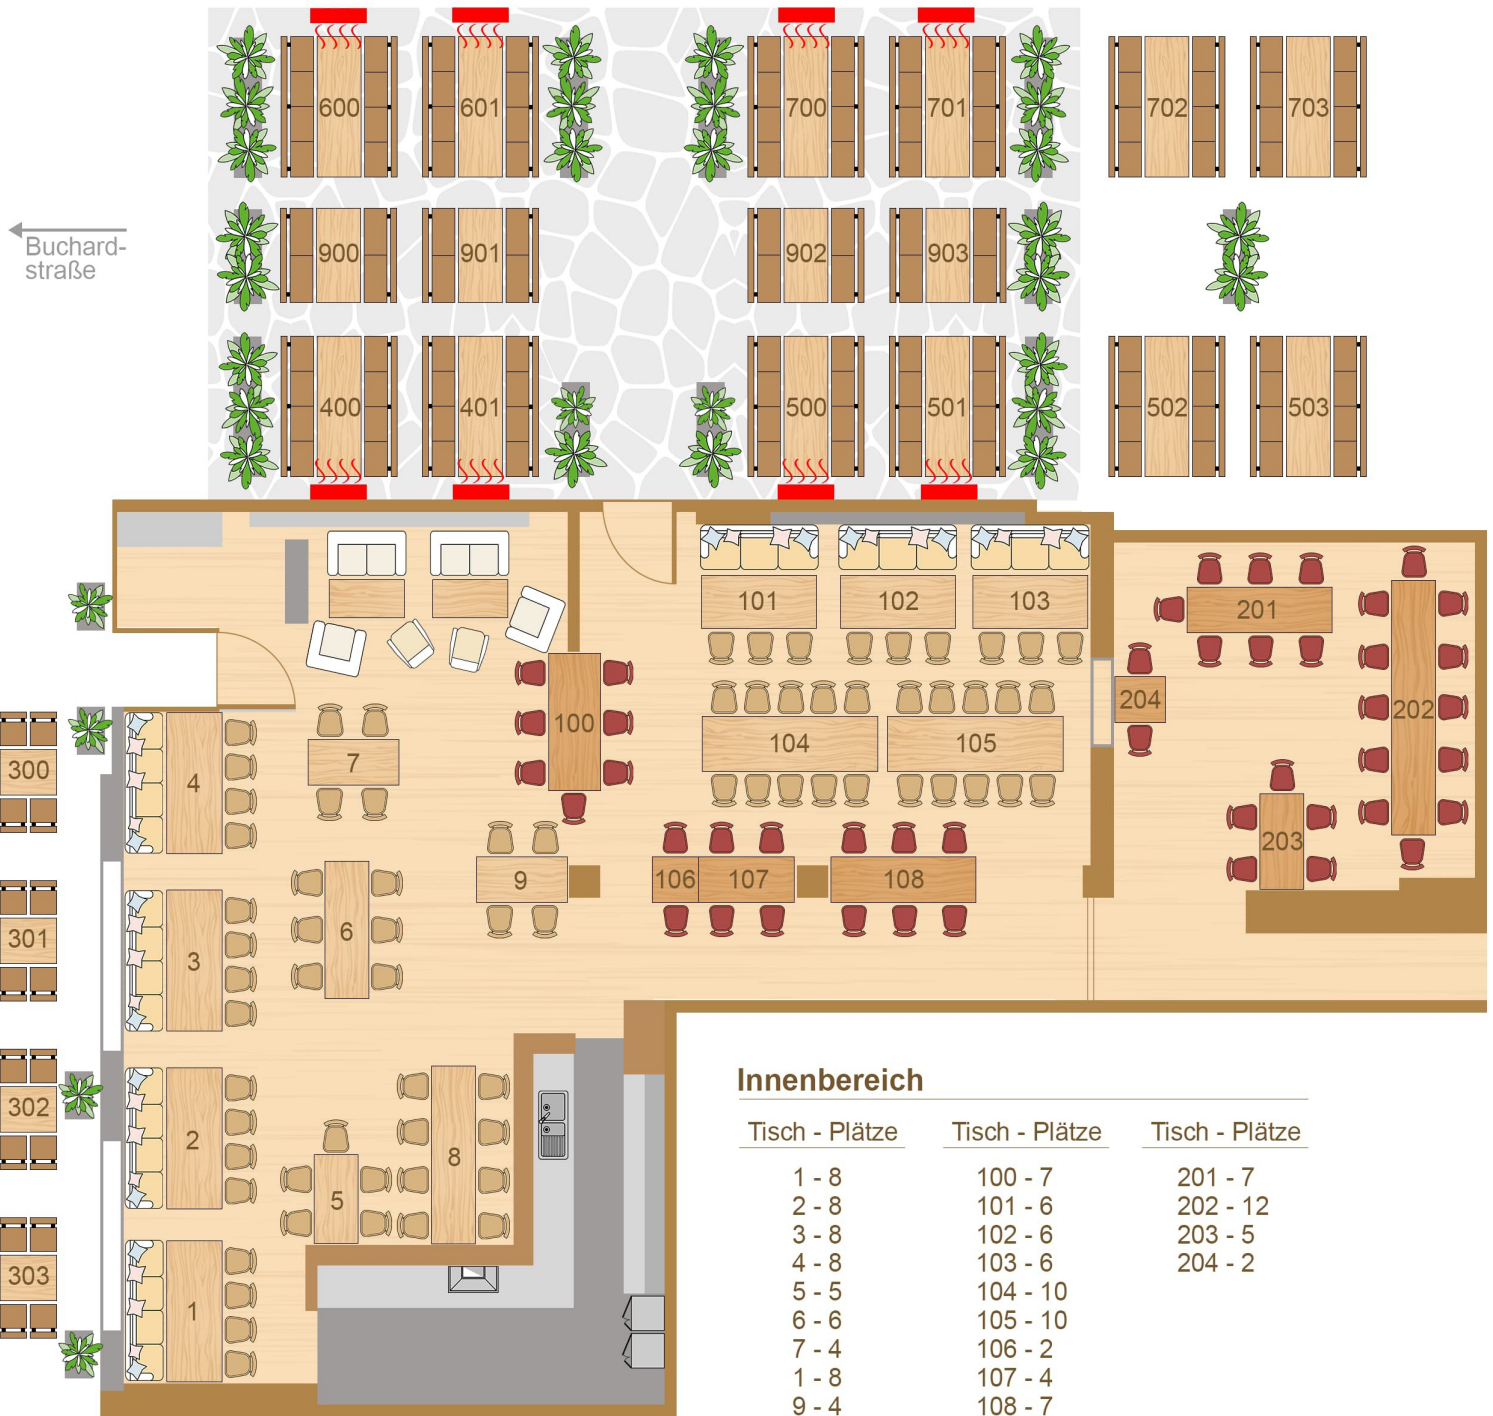 600 601 700 701 702 703
Buchard-
straße
900 901 902 903
400 401 500 501 502 503
101 102 103 201
204
100 202
104 105
7
300 4
203
9 106 107 108
301 3 6
302 2 8
5
303 1
Innenbereich
Tisch - Plätze
1 - 8
2 - 8
3 - 8
4 - 8
5 - 5
6 - 6
7 - 4
1 - 8
9 - 4
Tisch - Plätze
100 - 7
101 - 6
102 - 6
103 - 6
104 - 10
105 - 10
106 - 2
107 - 4
108 - 7
Tisch - Plätze
201 - 7
202 - 12
203 - 5
204 - 2